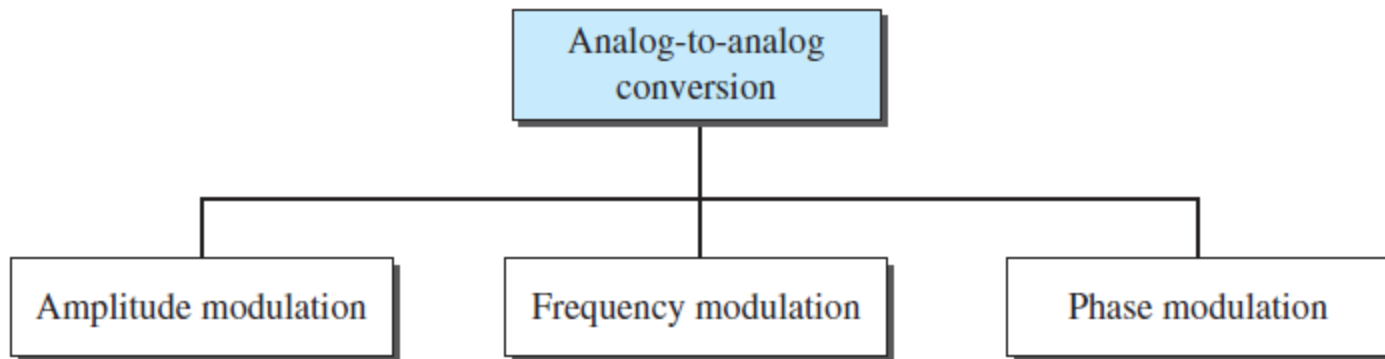 Analog-to-analog
conversion
Amplitude modulation
Frequency modulation
Phase modulation